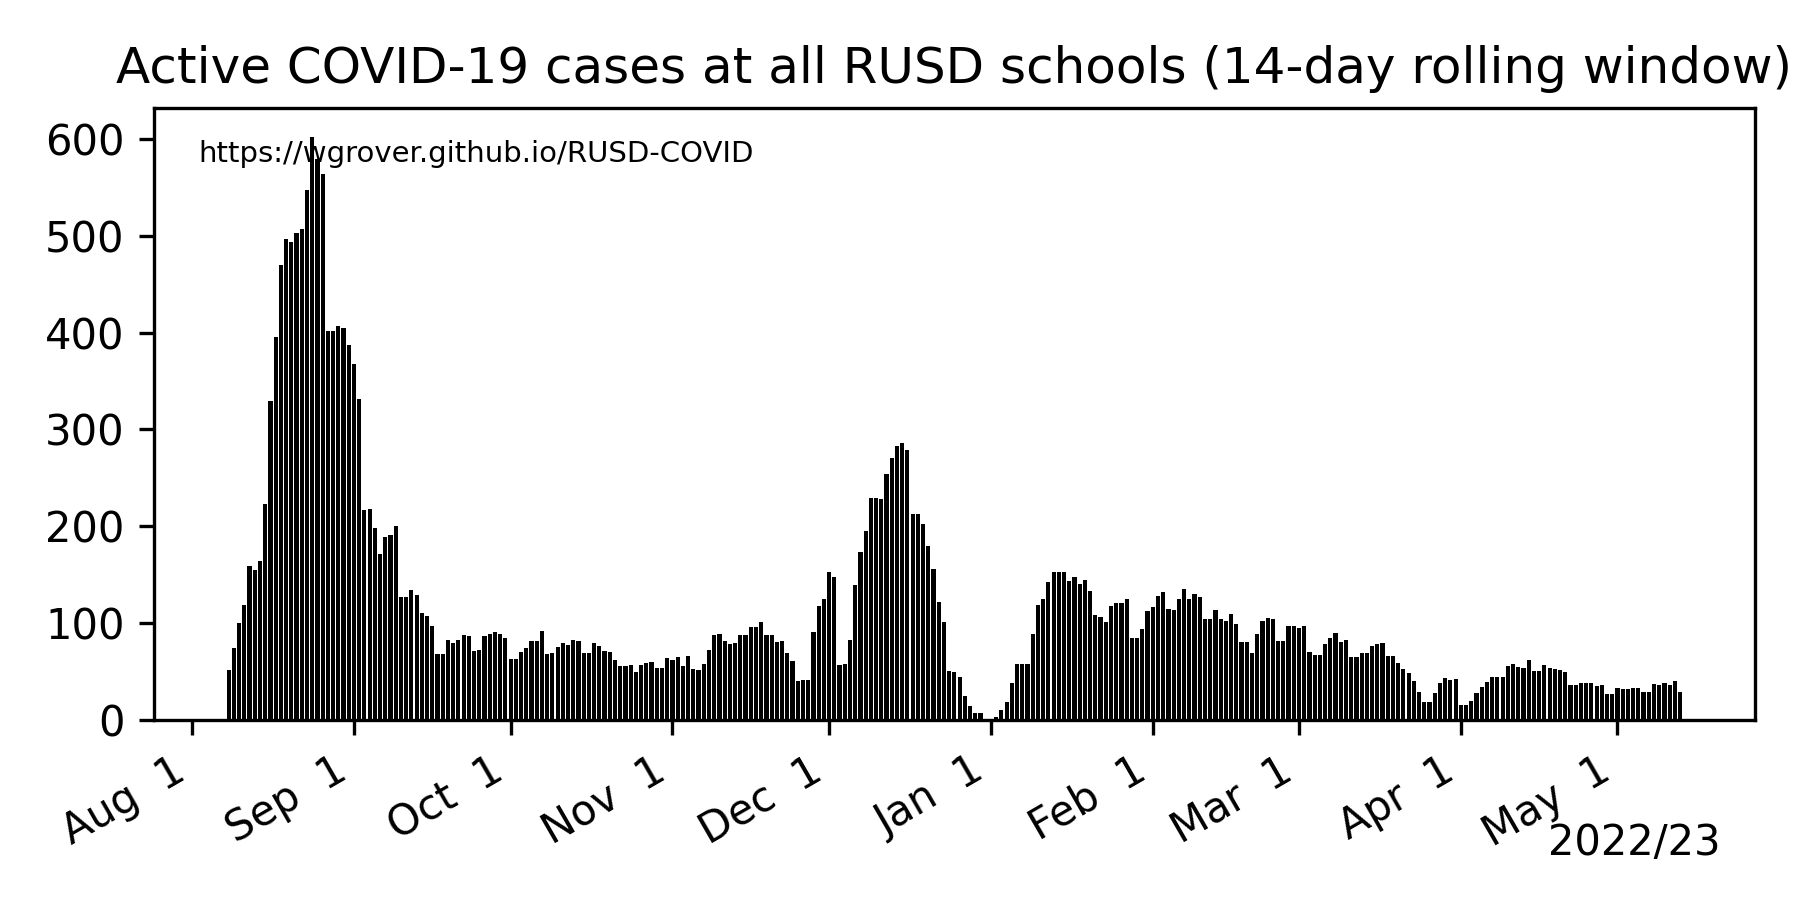 Active COVID-19 cases at all RUSD schools (14-day rolling window)
https://wgrover.github.io/RUSD-COVID
600
500
400
300
200
100
0
Aug 1
Sep 1
Oct 1
Nov 1
Dec 1
Jan 1
Feb 1
Mar 1
Apr 1
May 1
2022/23